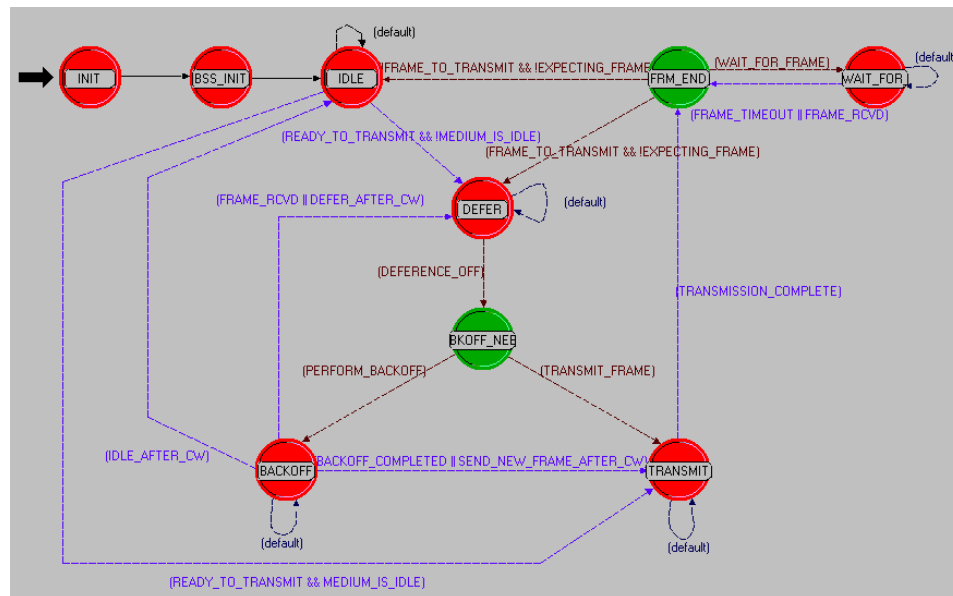 (default)
(WAIT_FOR_FRAME)
(default)
!FRAME_TO_TRANSMIT && !EXPECTING_FRAME
INIT
BSS_INIT
IDLE
FRM_END
WAIT_FOR
(FRAME_TIMEOUT || FRAME_RCVD)
(READY_TO_TRANSMIT && !MEDIUM_IS_IDLE)
(FRAME_TO_TRANSMIT && !EXPECTING_FRAME)
(FRAME_RCVD || DEFER_AFTER_CW)
(default)
DEFER
(DEFERENCE_OFF)
(TRANSMISSION_COMPLETE)
BKOFF_NEE
(PERFORM_BACKOFF)
(TRANSMIT_FRAME)
(IDLE_AFTER_CW)
BACKOFF_COMPLETED || SEND_NEW_FRAME_AFTER_CW)
BACKOFF
TRANSMIT
(default)
(default)
(READY_TO_TRANSMIT && MEDIUM_IS_IDLE)